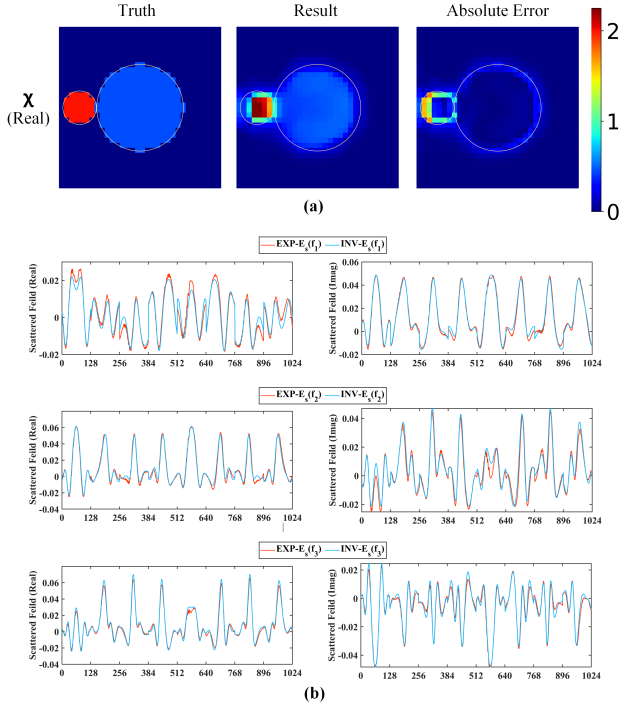 Truth Result Absolute Error
χ
(Real)
2
1
0
(a)
EXP-Es(f1) INV-Es(f1)
Scattered Feild (Real)
0.02
0
-0.02
0 128 256 384 512 640 768 896 1024
Scattered Feild (Imag)
0.06
0.04
0.02
0
-0.02
0 128 256 384 512 640 768 896 1024
EXP-Es(f2) INV-Es(f2)
Scattered Feild (Real)
0.06
0.04
0.02
0
-0.02
-0.04
0 128 256 384 512 640 768 896 1024
Scattered Feild (Imag)
0.04
0.02
0
-0.02
0 128 256 384 512 640 768 896 1024
EXP-Es(f3) INV-Es(f3)
Scattered Feild (Real)
0.06
0.04
0.02
0
0.02
0.04
0 128 256 384 512 640 768 896 1024
Scattered Feild (Imag)
0.02
0
-0.02
-0.04
0 128 256 384 512 640 768 896 1024
(b)